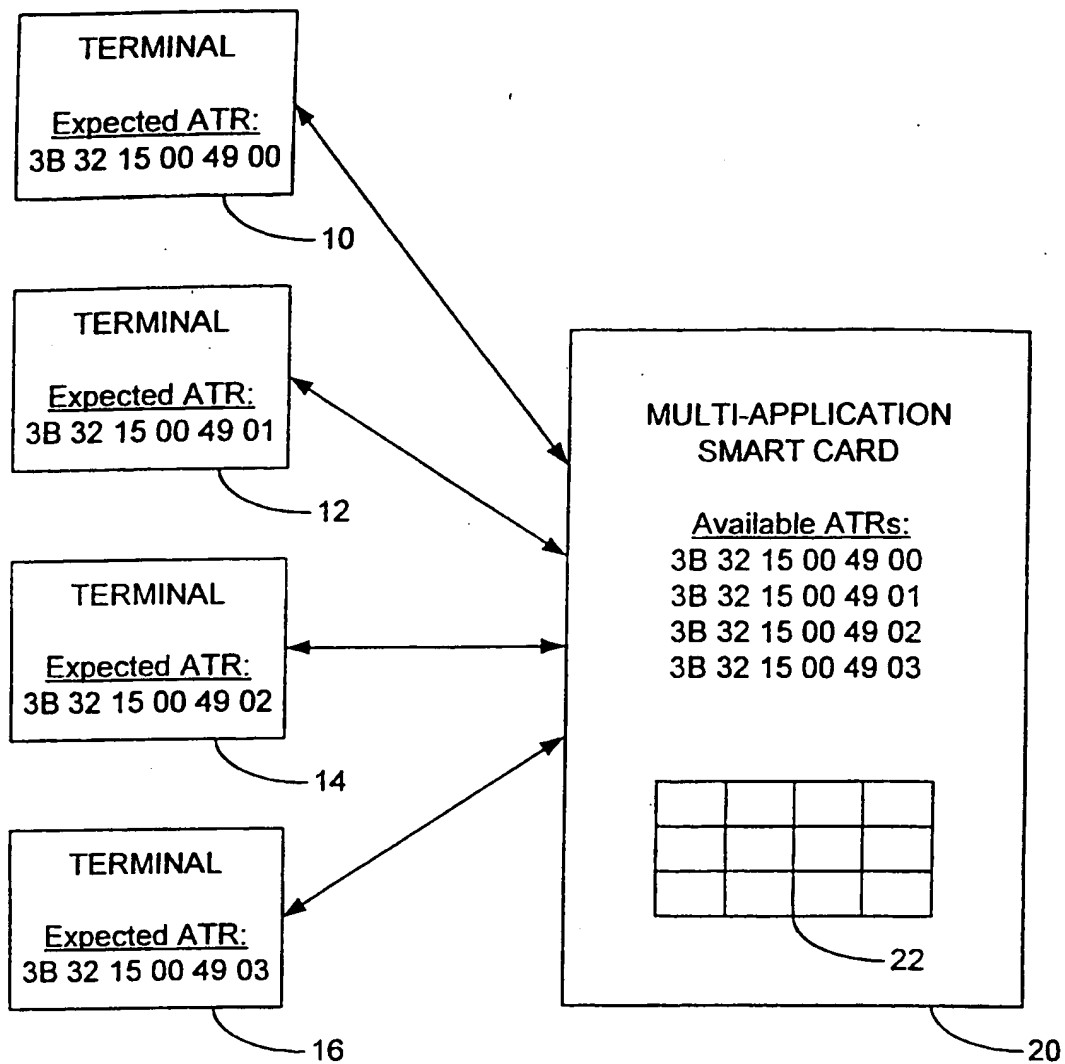 TERMINAL
Expected ATR:
3B 32 15 00 49 00
10
TERMINAL
Expected ATR:
3B 32 15 00 49 01
12
TERMINAL
Expected ATR:
3B 32 15 00 49 02
14
TERMINAL
Expected ATR:
3B 32 15 00 49 03
16
MULTI-APPLICATION
SMART CARD
Available ATRs:
3B 32 15 00 49 00
3B 32 15 00 49 01
3B 32 15 00 49 02
3B 32 15 00 49 03
22
20